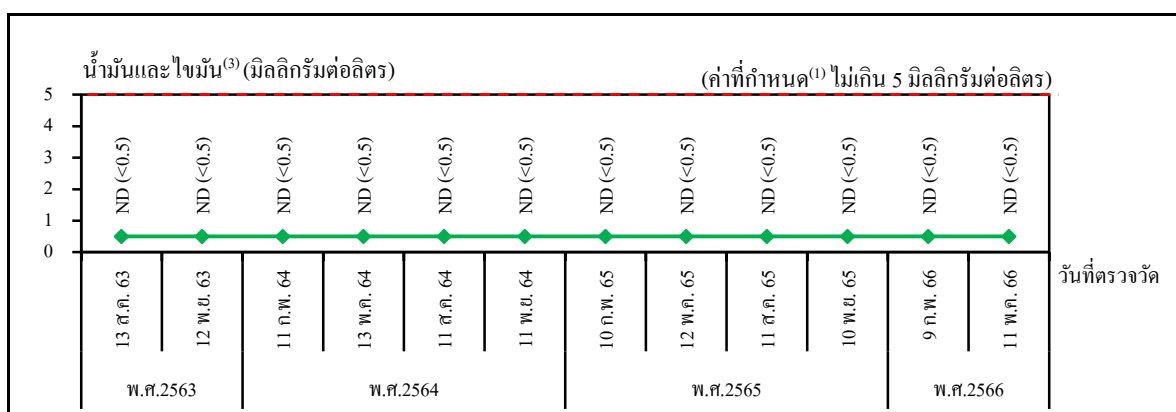 น้ำมันและไขมัน(3) (มิลลิกรัมต่อลิตร)
(ค่าที่กำหนด(1) ไม่เกิน 5 มิลลิกรัมต่อลิตร)
5
4
3
2
1
0
ND (<0.5)
ND (<0.5)
ND (<0.5)
ND (<0.5)
ND (<0.5)
ND (<0.5)
ND (<0.5)
ND (<0.5)
ND (<0.5)
ND (<0.5)
ND (<0.5)
ND (<0.5)
13 ส.ค. 63
12 พ.ย. 63
11 ก.พ. 64
13 พ.ค. 64
11 ส.ค. 64
11 พ.ย. 64
10 ก.พ. 65
12 พ.ค. 65
11 ส.ค. 65
10 พ.ย. 65
9 ก.พ. 66
11 พ.ค. 66
วันที่ตรวจวัด
พ.ศ.2563
พ.ศ.2564
พ.ศ.2565
พ.ศ.2566